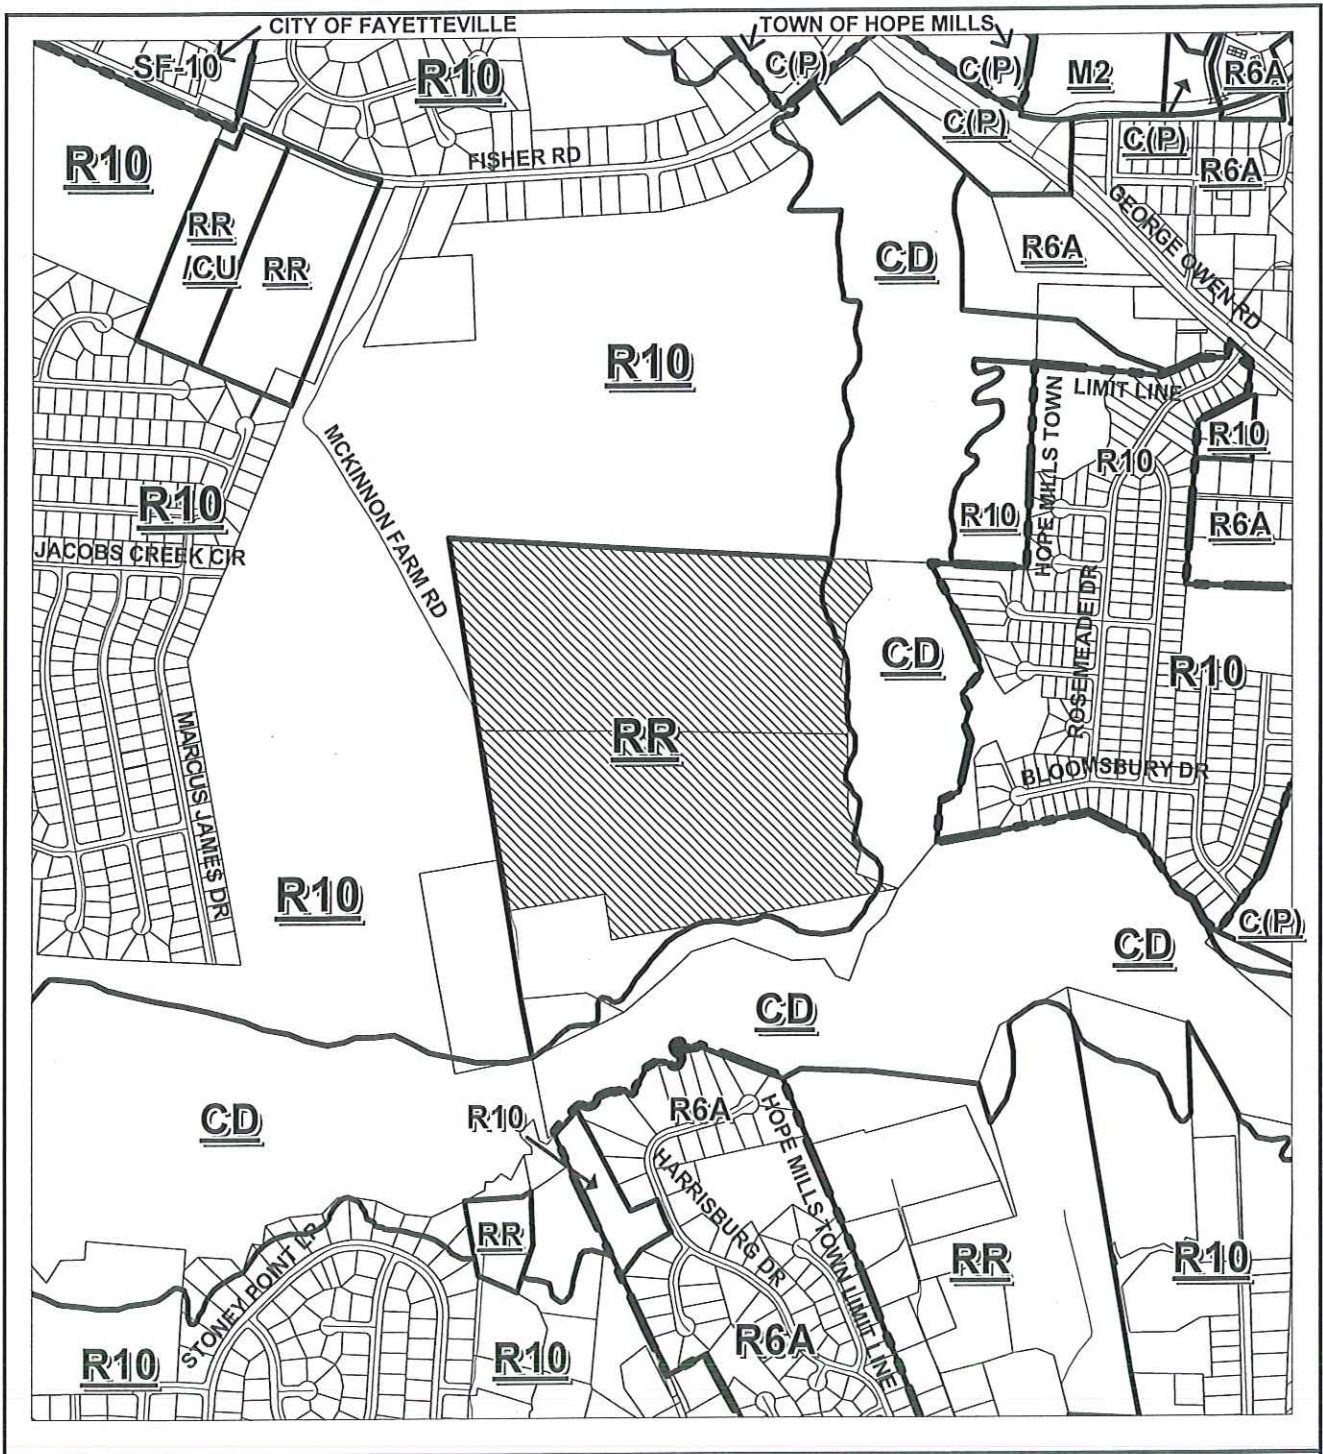 CITY OF FAYETTEVILLE
TOWN OF HOPE MILLS
SF-10
R10
C(P)
C(P)
M2
R6A
C(P)
C(P)
R10
FISHER RD
R6A
RR
/CU
RR
CD
R6A
GEORGE OWEN RD
R10
LIMIT LINE
HOPE MILLS TOWN
R10
R10
MCKINNON FARM RD
R10
R10
R6A
JACOBS CREEK CIR
ROSEMEADE DR
CD
R10
RR
MARCUS JAMES DR
BLOOMSBURY DR
R10
C(P)
CD
CD
CD
R10
R6A
HOPE MILLS TOWN LIMIT LINE
HARRISBURG DR
RR
STONEY POINT LP
RR
R10
R10
R10
R6A